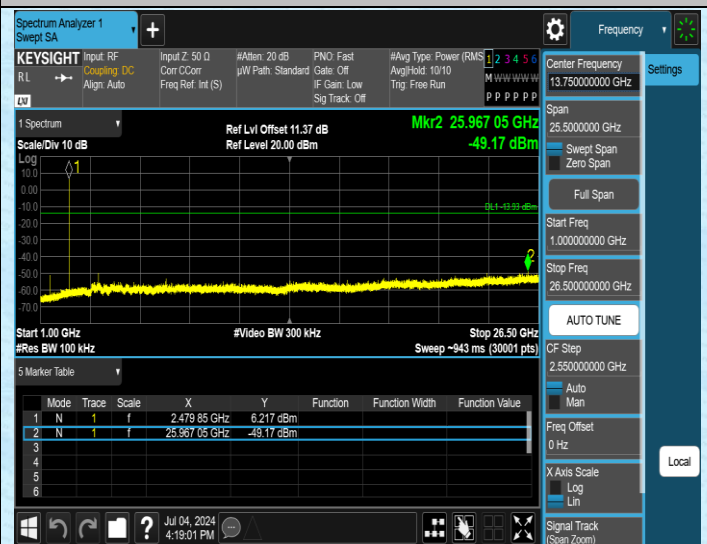 Spectrum Analyzer 1
Swept SA
+
Frequency
KEYSIGHT
RL
LXI
Input: RF
Coupling: DC
Align: Auto
Input Z: 50 Ω
Corr CCorr
Freq Ref: Int (S)
#Atten: 20 dB
µW Path: Standard
PNO: Fast
Gate: Off
IF Gain: Low
Sig Track: Off
#Avg Type: Power (RMS
Avg|Hold: 10/10
Trig: Free Run
1 2 3 4 5 6
M W W W W W
P P P P P P
1 Spectrum
Scale/Div 10 dB
Ref Lvl Offset 11.37 dB
Ref Level 20.00 dBm
Mkr2 25.967 05 GHz
-49.17 dBm
Log
10.0
0.00
-10.0
-20.0
-30.0
-40.0
-50.0
-60.0
-70.0
1
DL1 -13.93 dBm
2
Start 1.00 GHz
#Res BW 100 kHz
#Video BW 300 kHz
Stop 26.50 GHz
Sweep ~943 ms (30001 pts)
5 Marker Table
Mode Trace Scale X Y Function Function Width Function Value
1 N 1 f 2.479 85 GHz 6.217 dBm
2 N 1 f 25.967 05 GHz -49.17 dBm
3
4
5
6
Jul 04, 2024
4:19:01 PM
Center Frequency
13.750000000 GHz
Span
25.5000000 GHz
Swept Span
Zero Span
Full Span
Start Freq
1.000000000 GHz
Stop Freq
26.500000000 GHz
AUTO TUNE
CF Step
2.550000000 GHz
Auto
Man
Freq Offset
0 Hz
X Axis Scale
Log
Lin
Signal Track
(Span Zoom)
Settings
Local